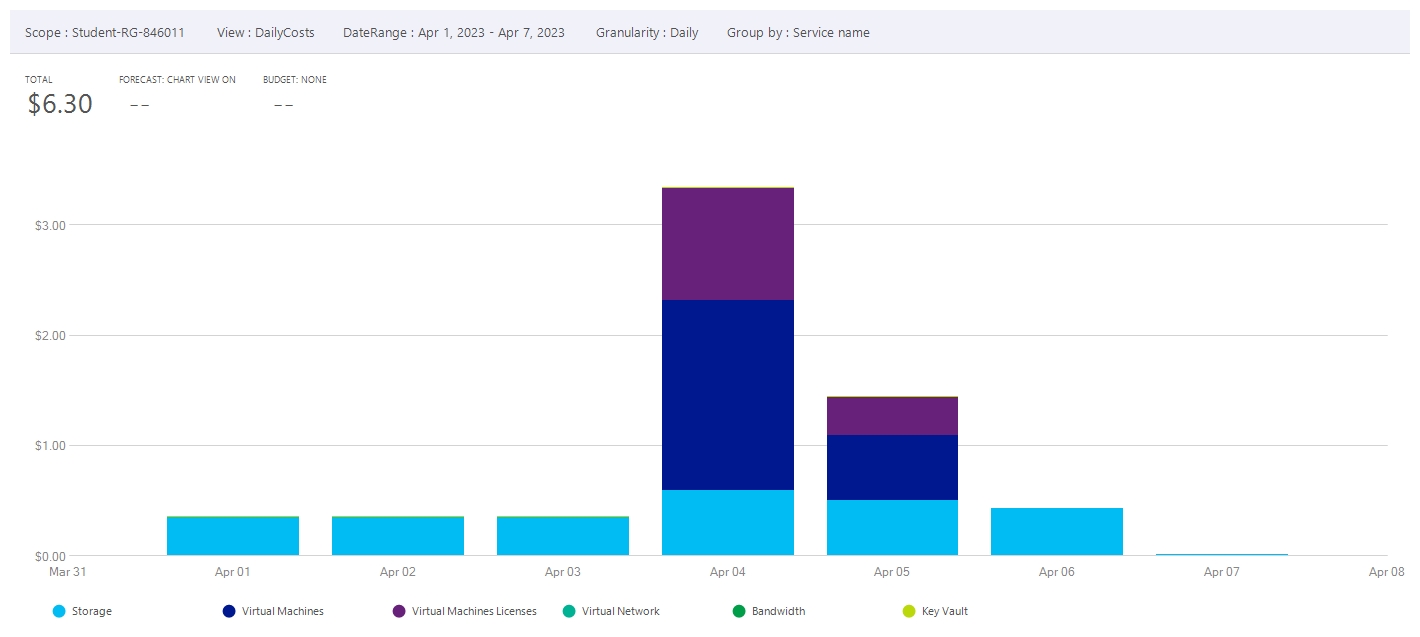 Scope : Student-RG-846011 View : DailyCosts DateRange : Apr 1, 2023 - Apr 7, 2023 Granularity : Daily Group by : Service name
TOTAL FORECAST: CHART VIEW ON BUDGET: NONE
$6.30 -- --
$3.00
$2.00
$1.00
$0.00
Mar 31 Apr 01 Apr 02 Apr 03 Apr 04 Apr 05 Apr 06 Apr 07 Apr 08
Storage Virtual Machines Virtual Machines Licenses Virtual Network Bandwidth Key Vault